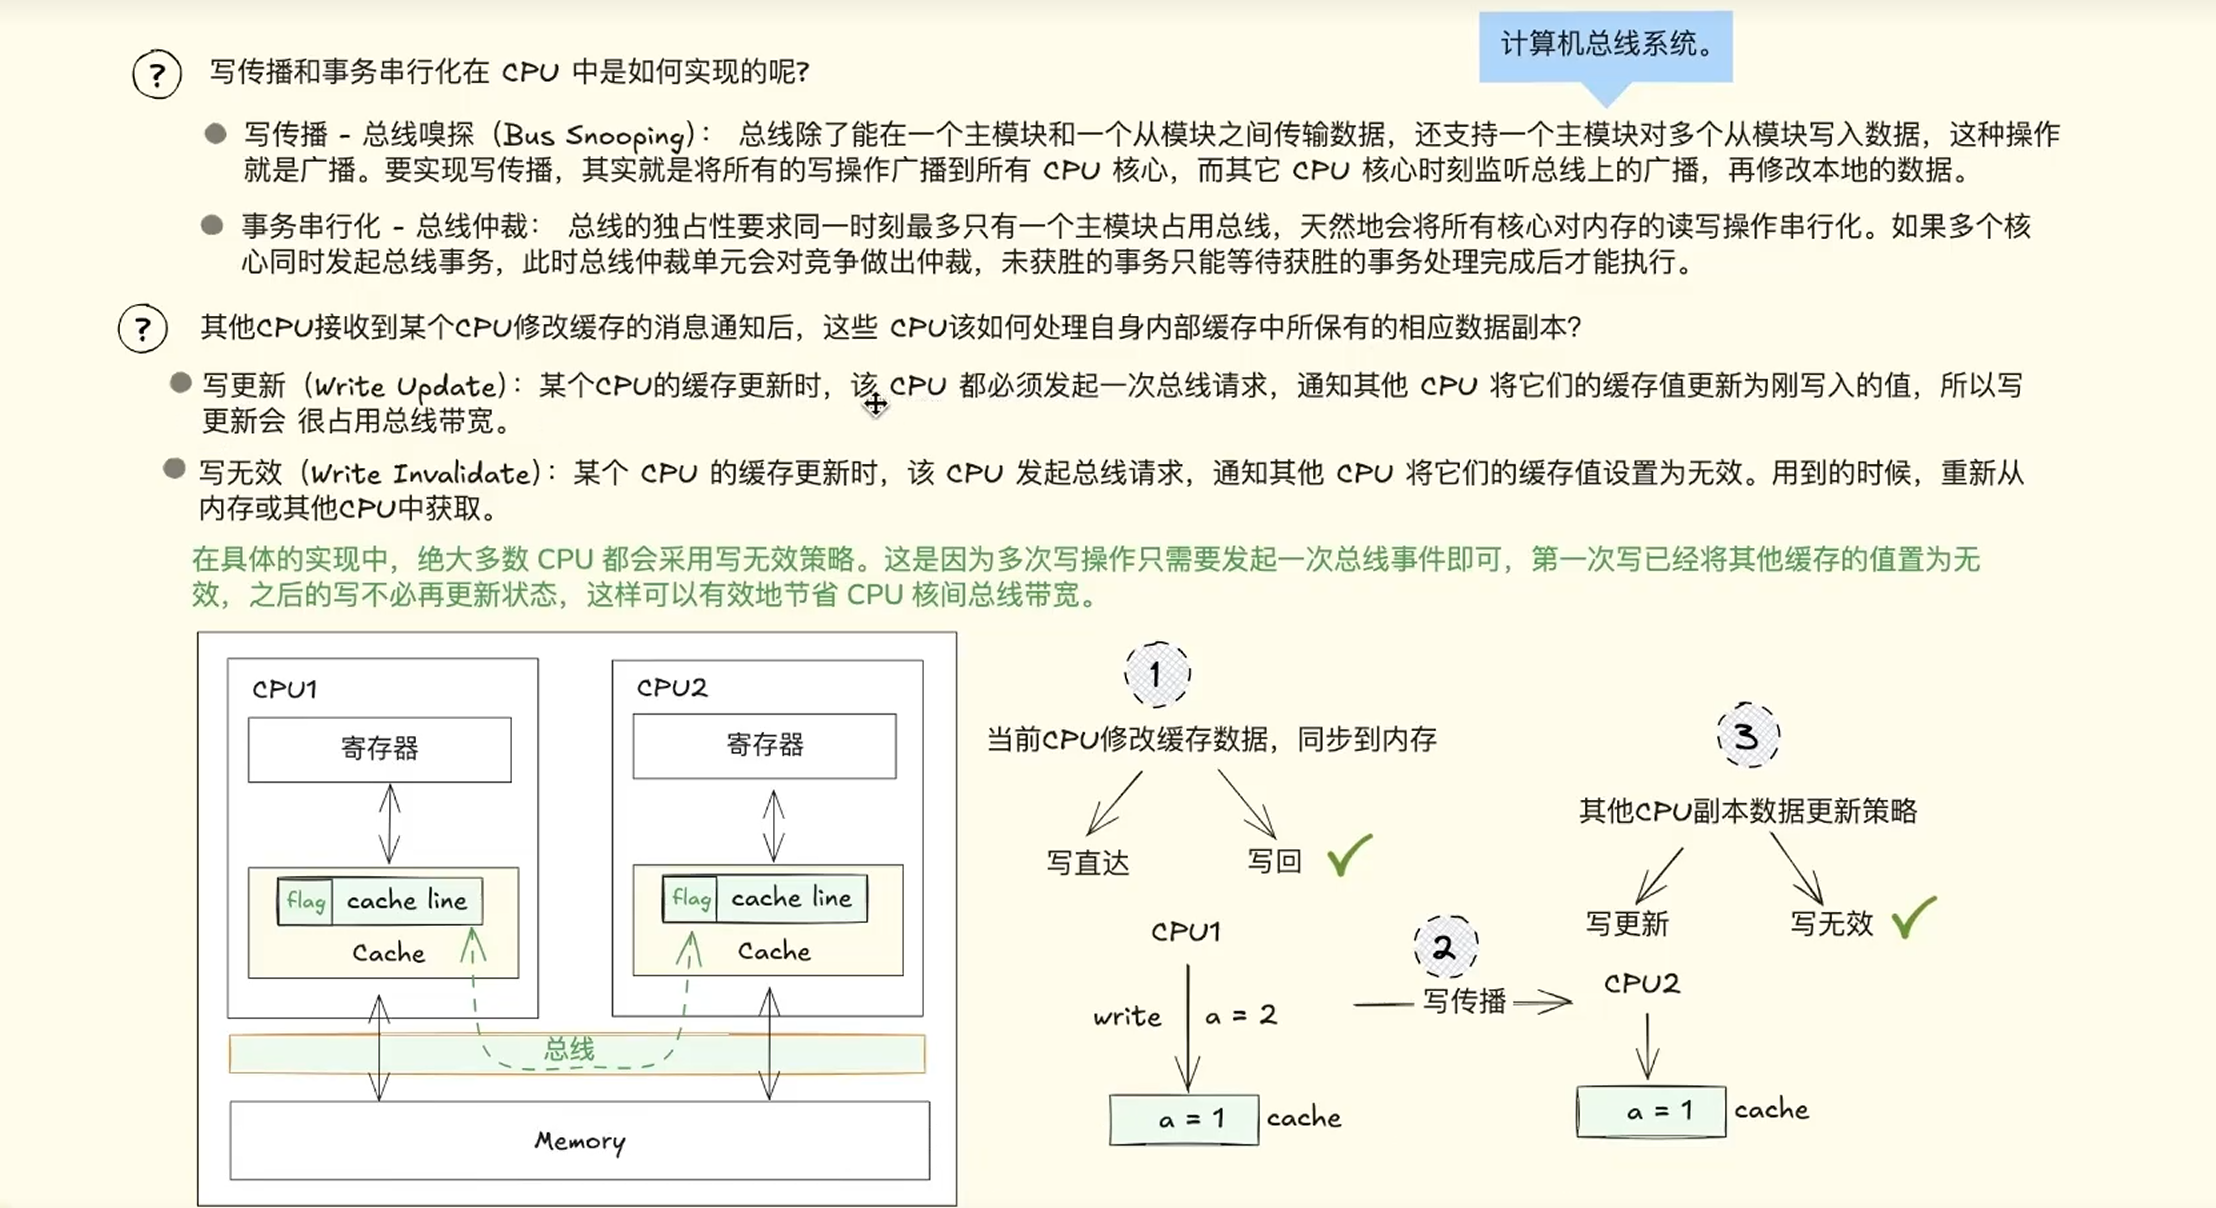 计算机总线系统。
? 写传播和事务串行化在 CPU 中是如何实现的呢?
写传播 - 总线嗅探（Bus Snooping）： 总线除了能在一个主模块和一个从模块之间传输数据，还支持一个主模块对多个从模块写入数据，这种操作
就是广播。要实现写传播，其实就是将所有的写操作广播到所有 CPU 核心，而其它 CPU 核心时刻监听总线上的广播，再修改本地的数据。
事务串行化 - 总线仲裁： 总线的独占性要求同一时刻最多只有一个主模块占用总线，天然地会将所有核心对内存的读写操作串行化。如果多个核
心同时发起总线事务，此时总线仲裁单元会对竞争做出仲裁，未获胜的事务只能等待获胜的事务处理完成后才能执行。
? 其他CPU接收到某个CPU修改缓存的消息通知后，这些 CPU该如何处理自身内部缓存中所保有的相应数据副本?
写更新（Write Update）：某个CPU的缓存更新时，该 CPU 都必须发起一次总线请求，通知其他 CPU 将它们的缓存值更新为刚写入的值，所以写
更新会 很占用总线带宽。
写无效（Write Invalidate）：某个 CPU 的缓存更新时，该 CPU 发起总线请求，通知其他 CPU 将它们的缓存值设置为无效。用到的时候，重新从
内存或其他CPU中获取。
在具体的实现中，绝大多数 CPU 都会采用写无效策略。这是因为多次写操作只需要发起一次总线事件即可，第一次写已经将其他缓存的值置为无
效，之后的写不必再更新状态，这样可以有效地节省 CPU 核间总线带宽。
CPU1
寄存器
flag cache line
Cache
CPU2
寄存器
flag cache line
Cache
总线
Memory
1
当前CPU修改缓存数据，同步到内存
写直达
写回
CPU1
write
a = 2
a = 1
cache
2
写传播
3
其他CPU副本数据更新策略
写更新
写无效
CPU2
a = 1
cache